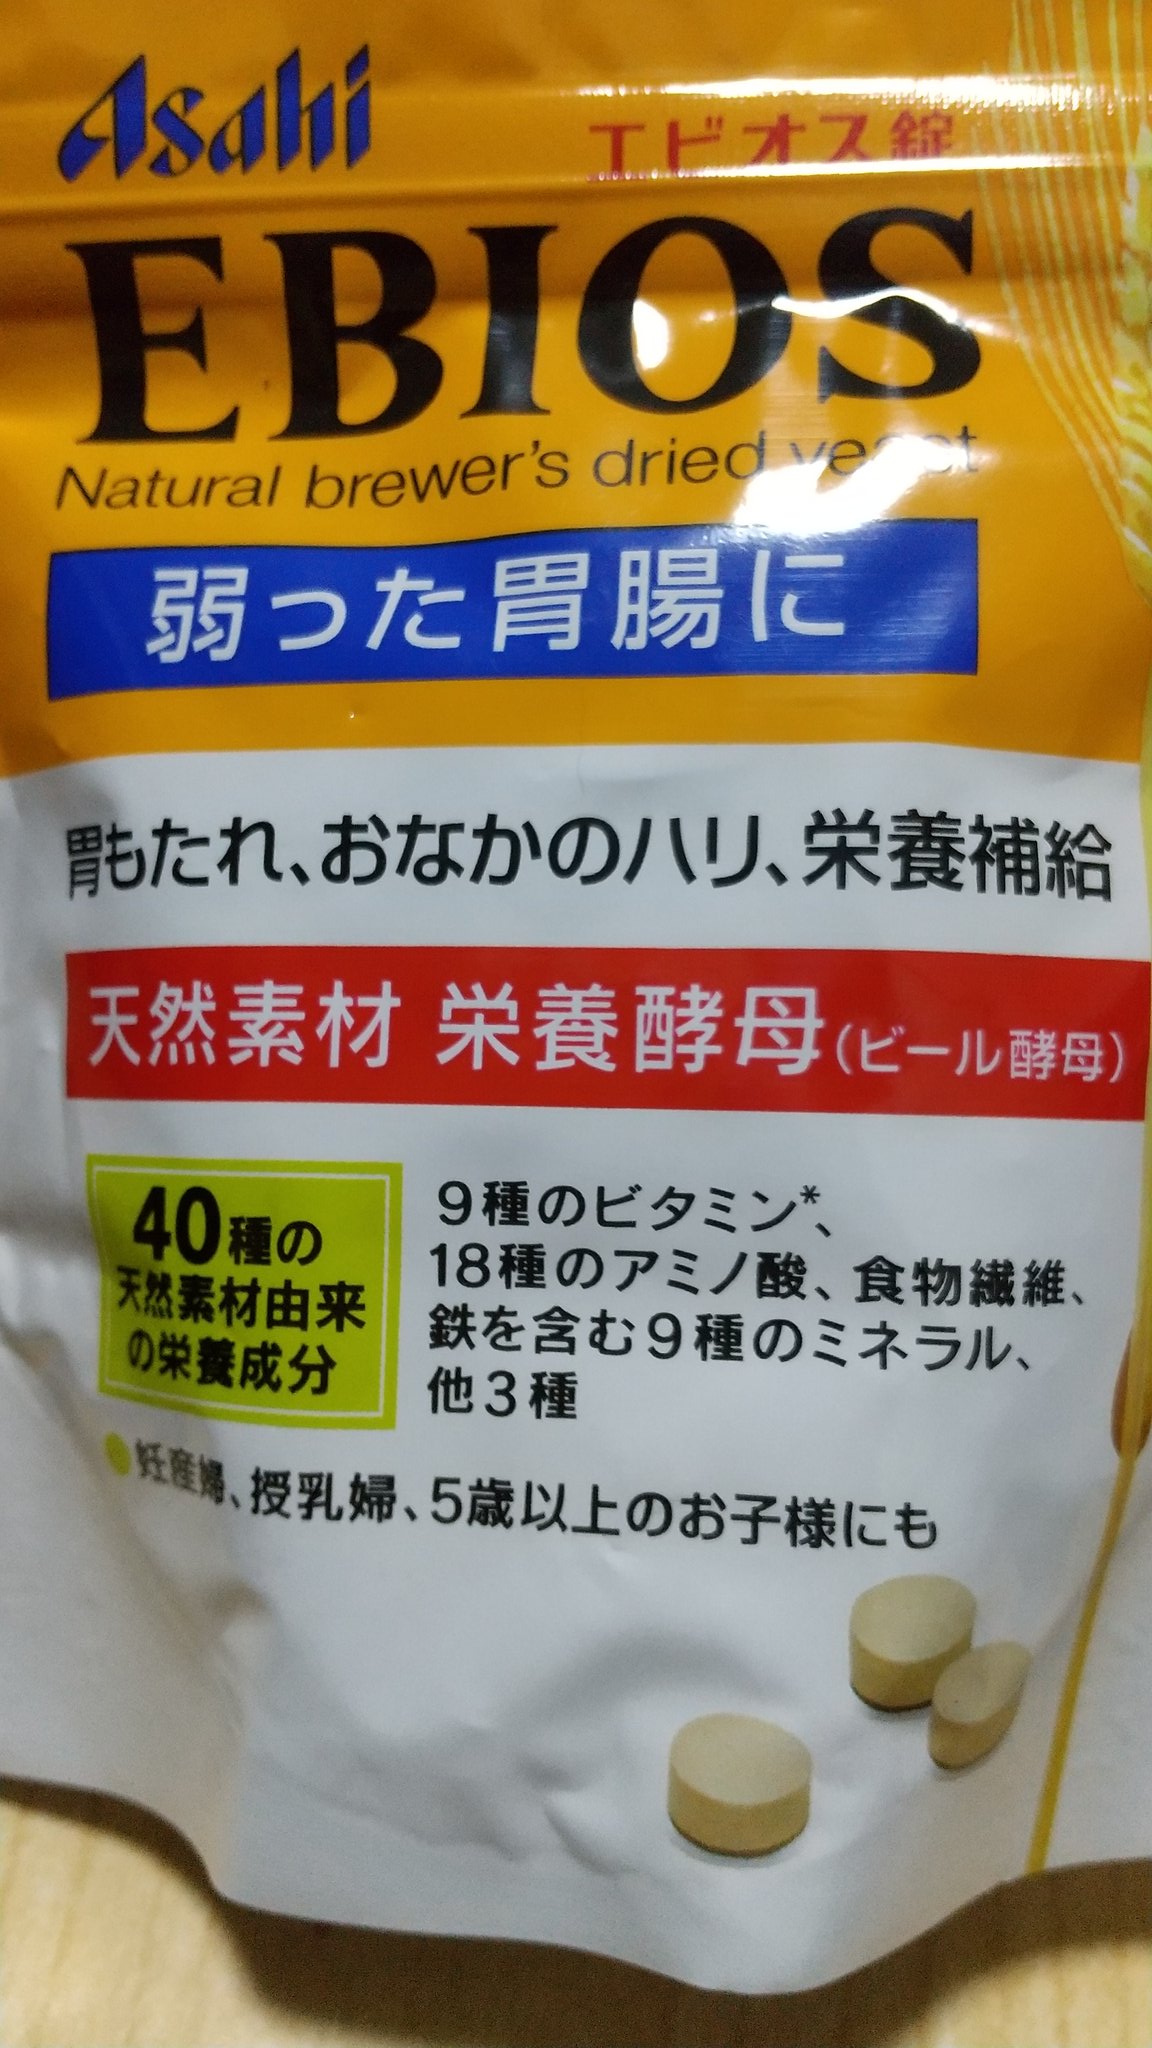 Asahi
エビオス錠
EBIOS
Natural brewer's dried yeast
弱った胃腸に
胃もたれ、おなかのハリ、栄養補給
天然素材 栄養酵母(ビール酵母)
40種の
天然素材由来
の栄養成分
9種のビタミン*、
18種のアミノ酸、食物繊維、
鉄を含む9種のミネラル、
他3種
●妊産婦、授乳婦、5歳以上のお子様にも